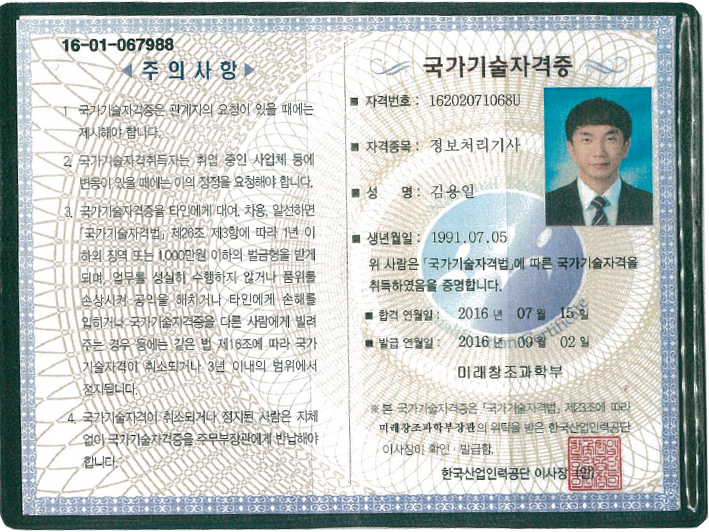 16-01-067988
◀ 주 의 사 항 ▶
1. 국가기술자격증은 관계자의 요청이 있을 때에는
제시해야 합니다.
2. 국가기술자격취득자는 취업 중인 사업체 등에
변동이 있을 때에는 이의 정정을 요청해야 합니다.
3. 국가기술자격증을 타인에게 대여, 차용, 알선하면
「국가기술자격법」 제26조 제3항에 따라 1년 이
하의 징역 또는 1,000만원 이하의 벌금형을 받게
되며, 업무를 성실히 수행하지 않거나 품위를
손상시켜 공익을 해치거나 타인에게 손해를
입히거나 국가기술자격증을 다른 사람에게 빌려
주는 경우 등에는 같은 법 제16조에 따라 국가
기술자격이 취소되거나 3년 이내의 범위에서
정지됩니다.
4. 국가기술자격이 취소되거나 정지된 사람은 지체
없이 국가기술자격증을 주무부장관에게 반납해야
합니다.
국가기술자격증
■ 자격번호 : 16202071068U
■ 자격종목 : 정보처리기사
■ 성 명 : 김용일
■ 생년월일 : 1991.07.05
위 사람은 「국가기술자격법」에 따른 국가기술자격을
취득하였음을 증명합니다.
■ 합격 연월일 : 2016 년 07 월 15 일
■ 발급 연월일 : 2016 년 09 월 02 일
미래창조과학부
※ 본 국가기술자격증은 「국가기술자격법」 제23조에 따라
미래창조과학부장관의 위탁을 받은 한국산업인력공단
이사장이 확인·발급함.
한국산업인력공단 이사장 (인)